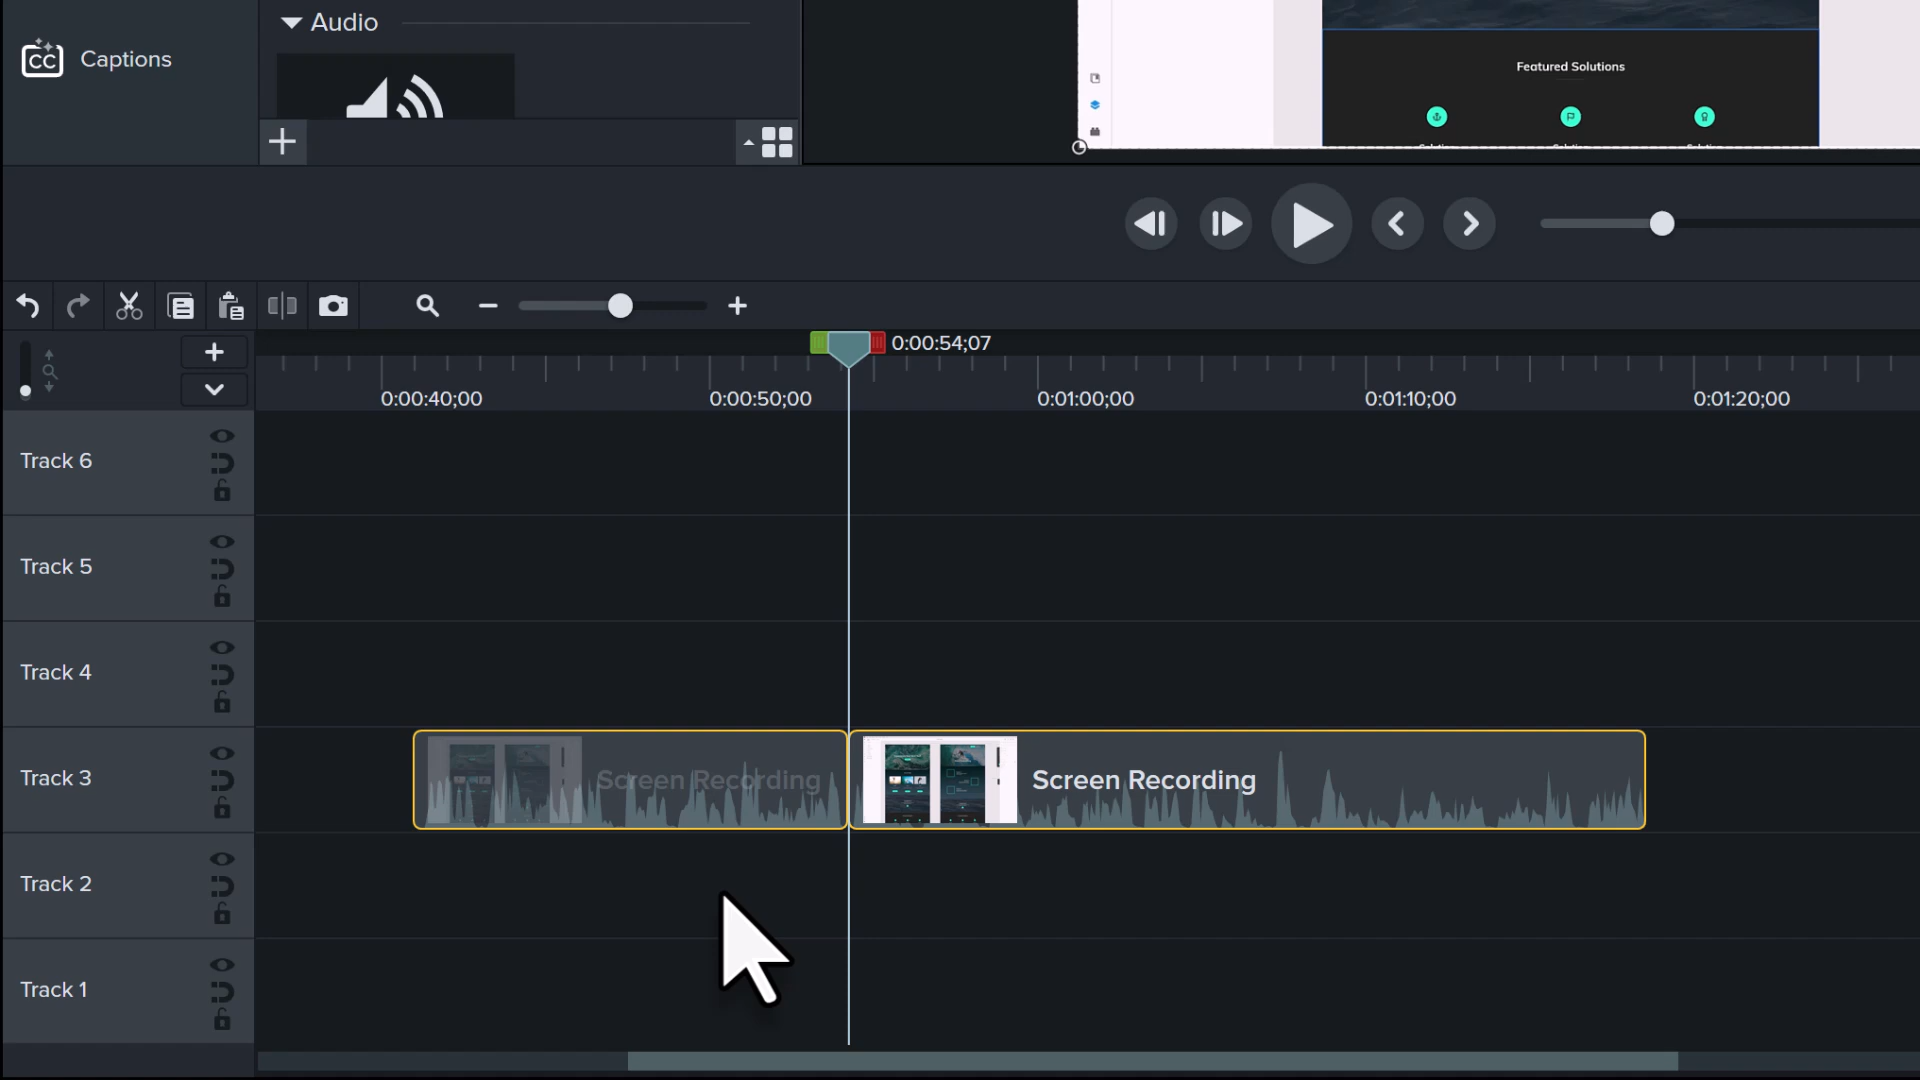 Captions
CC
Audio
Featured Solutions
0:00:54;07
0:00:40;00
0:00:50;00
0:01:00;00
0:01:10;00
0:01:20;00
Track 6
Track 5
Track 4
Track 3
Screen Recording
Screen Recording
Track 2
Track 1